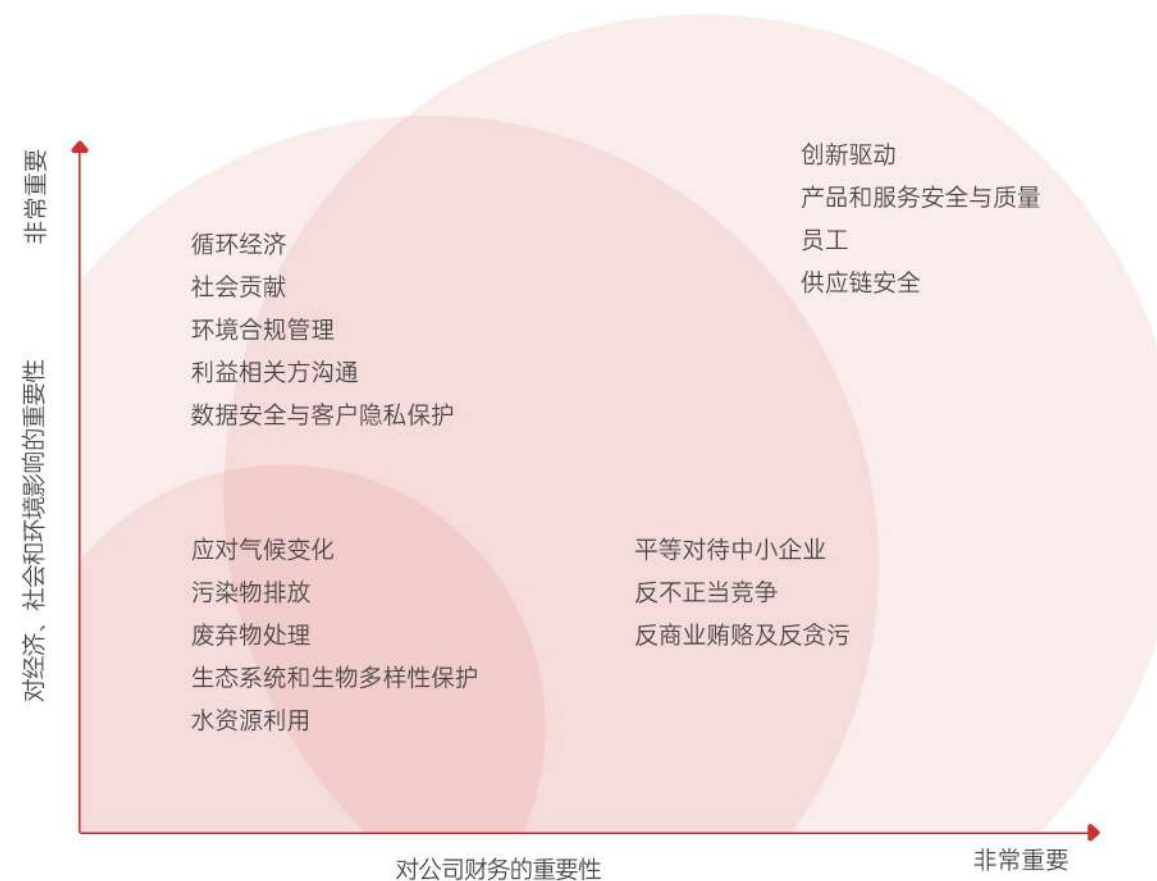 非常重要
对经济、社会和环境影响的重要性
创新驱动
产品和服务安全与质量
员工
供应链安全
循环经济
社会贡献
环境合规管理
利益相关方沟通
数据安全与客户隐私保护
应对气候变化
污染物排放
废弃物处理
生态系统和生物多样性保护
水资源利用
平等对待中小企业
反不正当竞争
反商业贿赂及反贪污
对公司财务的重要性
非常重要